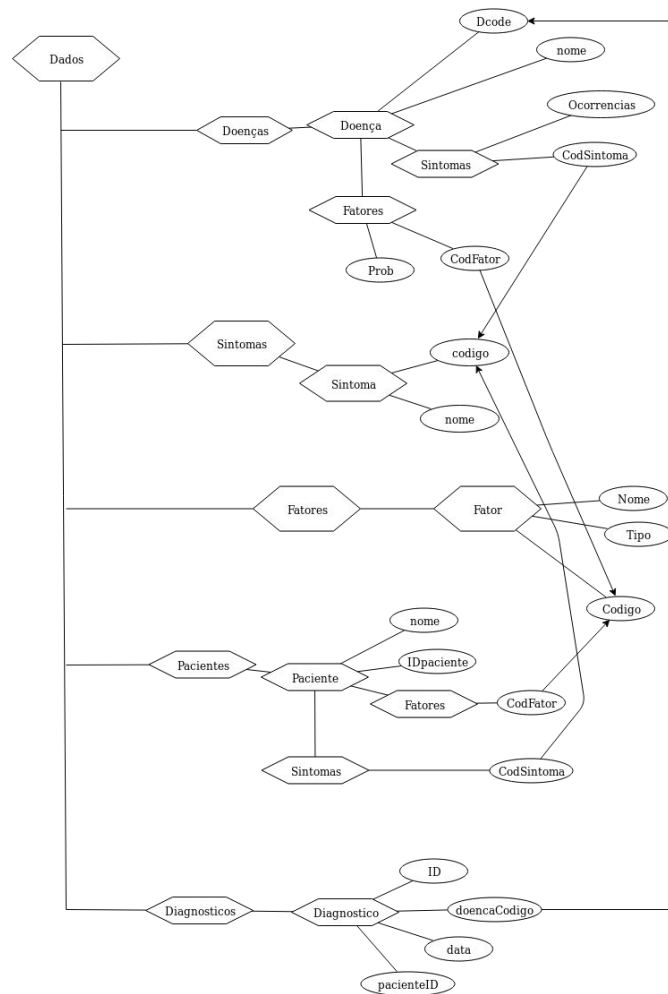 Dcode
Dados
nome
Ocorrencias
Doenças
Doença
Sintomas
CodSintoma
Fatores
CodFator
Prob
Sintomas
codigo
Sintoma
nome
Nome
Fatores
Fator
Tipo
Codigo
nome
Pacientes
IDpaciente
Paciente
Fatores
CodFator
Sintomas
CodSintoma
ID
Diagnosticos
Diagnostico
doencaCodigo
data
pacienteID